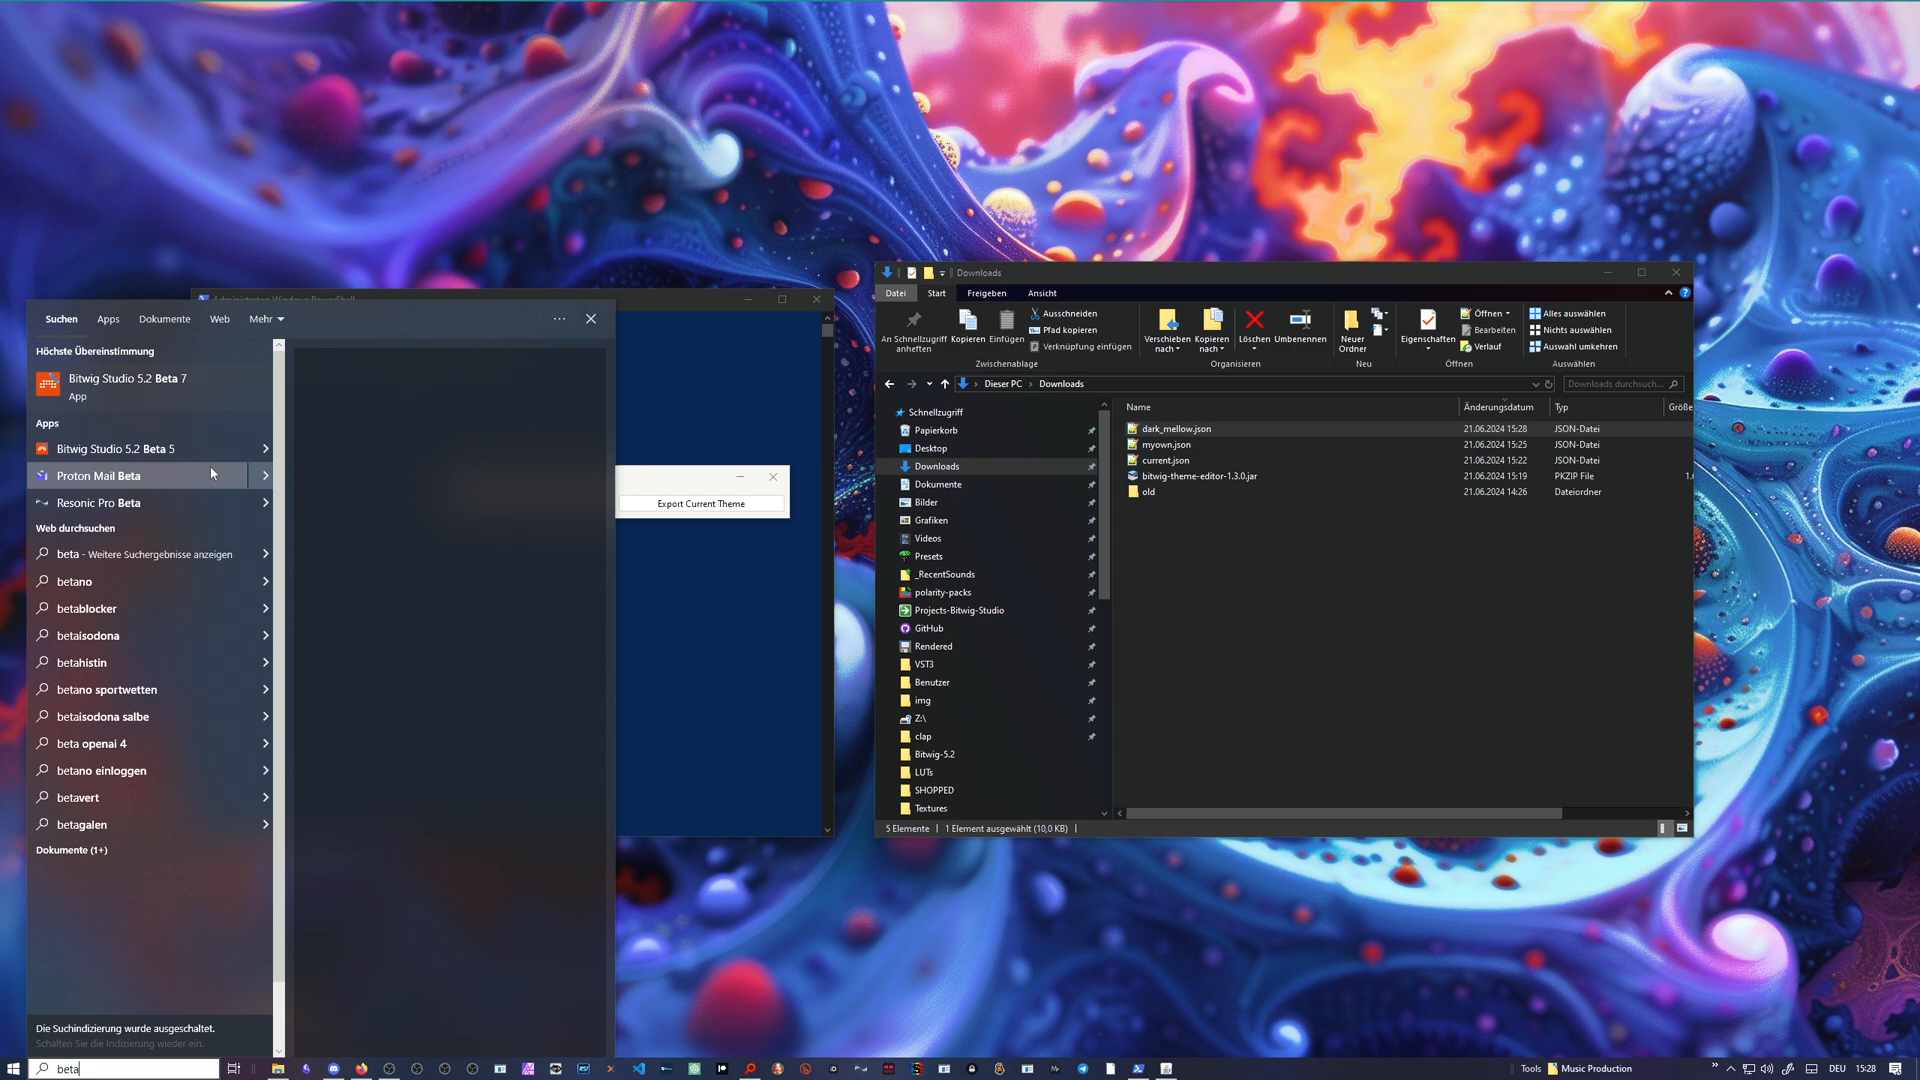 Administrator: Windows PowerShell
Suchen
Apps
Dokumente
Web
Mehr
Höchste Übereinstimmung
Bitwig Studio 5.2 Beta 7
App
Apps
Bitwig Studio 5.2 Beta 5
Proton Mail Beta
Resonic Pro Beta
Web durchsuchen
beta - Weitere Suchergebnisse anzeigen
betano
betablocker
betaisodona
betahistin
betano sportwetten
betaisodona salbe
beta openai 4
betano einloggen
betavert
betagalen
Dokumente (1+)
Die Suchindizierung wurde ausgeschaltet.
Schalten Sie die Indizierung wieder ein.
Export Current Theme
Downloads
Datei
Start
Freigeben
Ansicht
An Schnellzugriff
anheften
Kopieren
Einfügen
Ausschneiden
Pfad kopieren
Verknüpfung einfügen
Zwischenablage
Verschieben
nach
Kopieren
nach
Löschen
Umbenennen
Organisieren
Neuer
Ordner
Neu
Eigenschaften
Öffnen
Bearbeiten
Verlauf
Öffnen
Alles auswählen
Nichts auswählen
Auswahl umkehren
Auswählen
Dieser PC
Downloads
Downloads durchsuch...
Name
Änderungsdatum
Typ
Größe
dark_mellow.json 21.06.2024 15:28 JSON-Datei
myown.json 21.06.2024 15:25 JSON-Datei
current.json 21.06.2024 15:22 JSON-Datei
bitwig-theme-editor-1.3.0.jar 21.06.2024 15:19 PKZIP File 1.
old 21.06.2024 14:26 Dateiordner
Schnellzugriff
Papierkorb
Desktop
Downloads
Dokumente
Bilder
Grafiken
Videos
Presets
_RecentSounds
polarity-packs
Projects-Bitwig-Studio
GitHub
Rendered
VST3
Benutzer
img
Z:\
clap
Bitwig-5.2
LUTs
SHOPPED
Textures
5 Elemente
1 Element ausgewählt (10,0 KB)
beta
Tools
Music Production
DEU
15:28